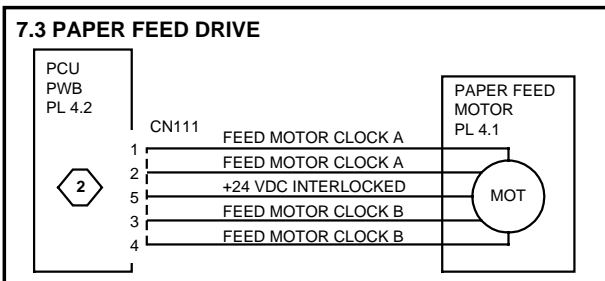 7.3 PAPER FEED DRIVE
PCU
PWB
PL 4.2
PAPER FEED
MOTOR
PL 4.1
CN111
1 FEED MOTOR CLOCK A
2 FEED MOTOR CLOCK A
2 5 +24 VDC INTERLOCKED MOT
3 FEED MOTOR CLOCK B
4 FEED MOTOR CLOCK B